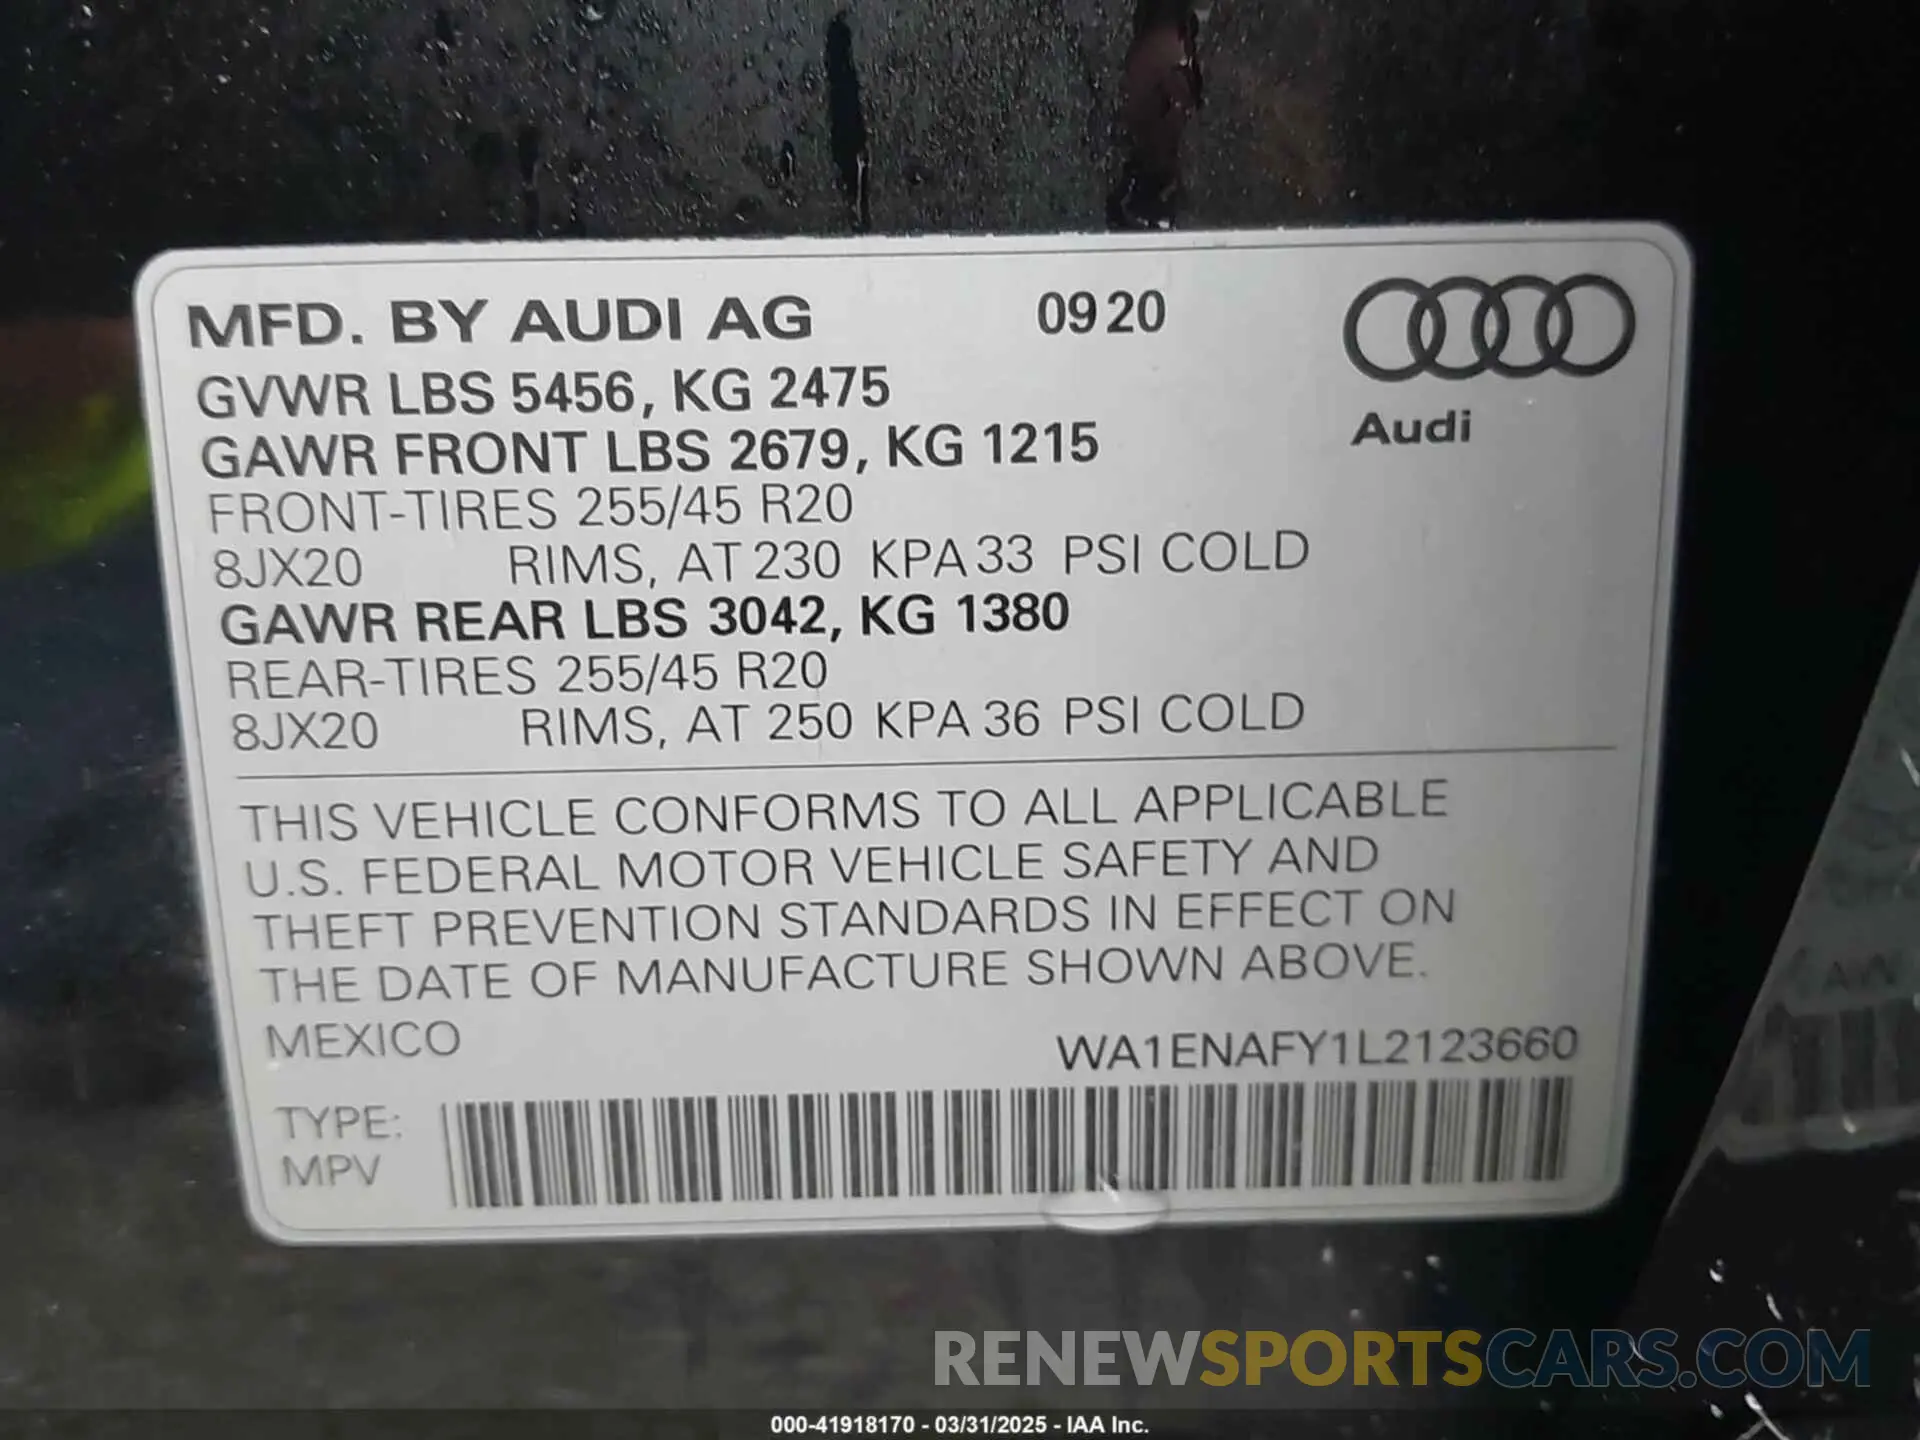 MFD. BY AUDI AG 09 20
GVWR LBS 5456, KG 2475
GAWR FRONT LBS 2679, KG 1215
Audi
FRONT-TIRES 255/45 R20
8JX20 RIMS, AT 230 KPA 33 PSI COLD
GAWR REAR LBS 3042, KG 1380
REAR-TIRES 255/45 R20
8JX20 RIMS, AT 250 KPA 36 PSI COLD
THIS VEHICLE CONFORMS TO ALL APPLICABLE
U.S. FEDERAL MOTOR VEHICLE SAFETY AND
THEFT PREVENTION STANDARDS IN EFFECT ON
THE DATE OF MANUFACTURE SHOWN ABOVE.
MEXICO WA1ENAFY1L2123660
TYPE:
MPV
RENEWSPORTSCARS.COM
000-41918170 - 03/31/2025 - IAA Inc.